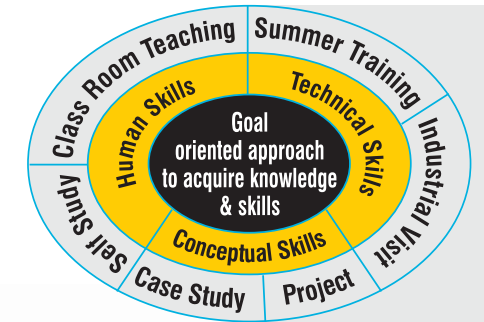 Class Room Teaching
Summer Training
Industrial Visit
Project
Case Study
Self Study
Human Skills
Technical Skills
Conceptual Skills
Goal
oriented approach
to acquire knowledge
& skills